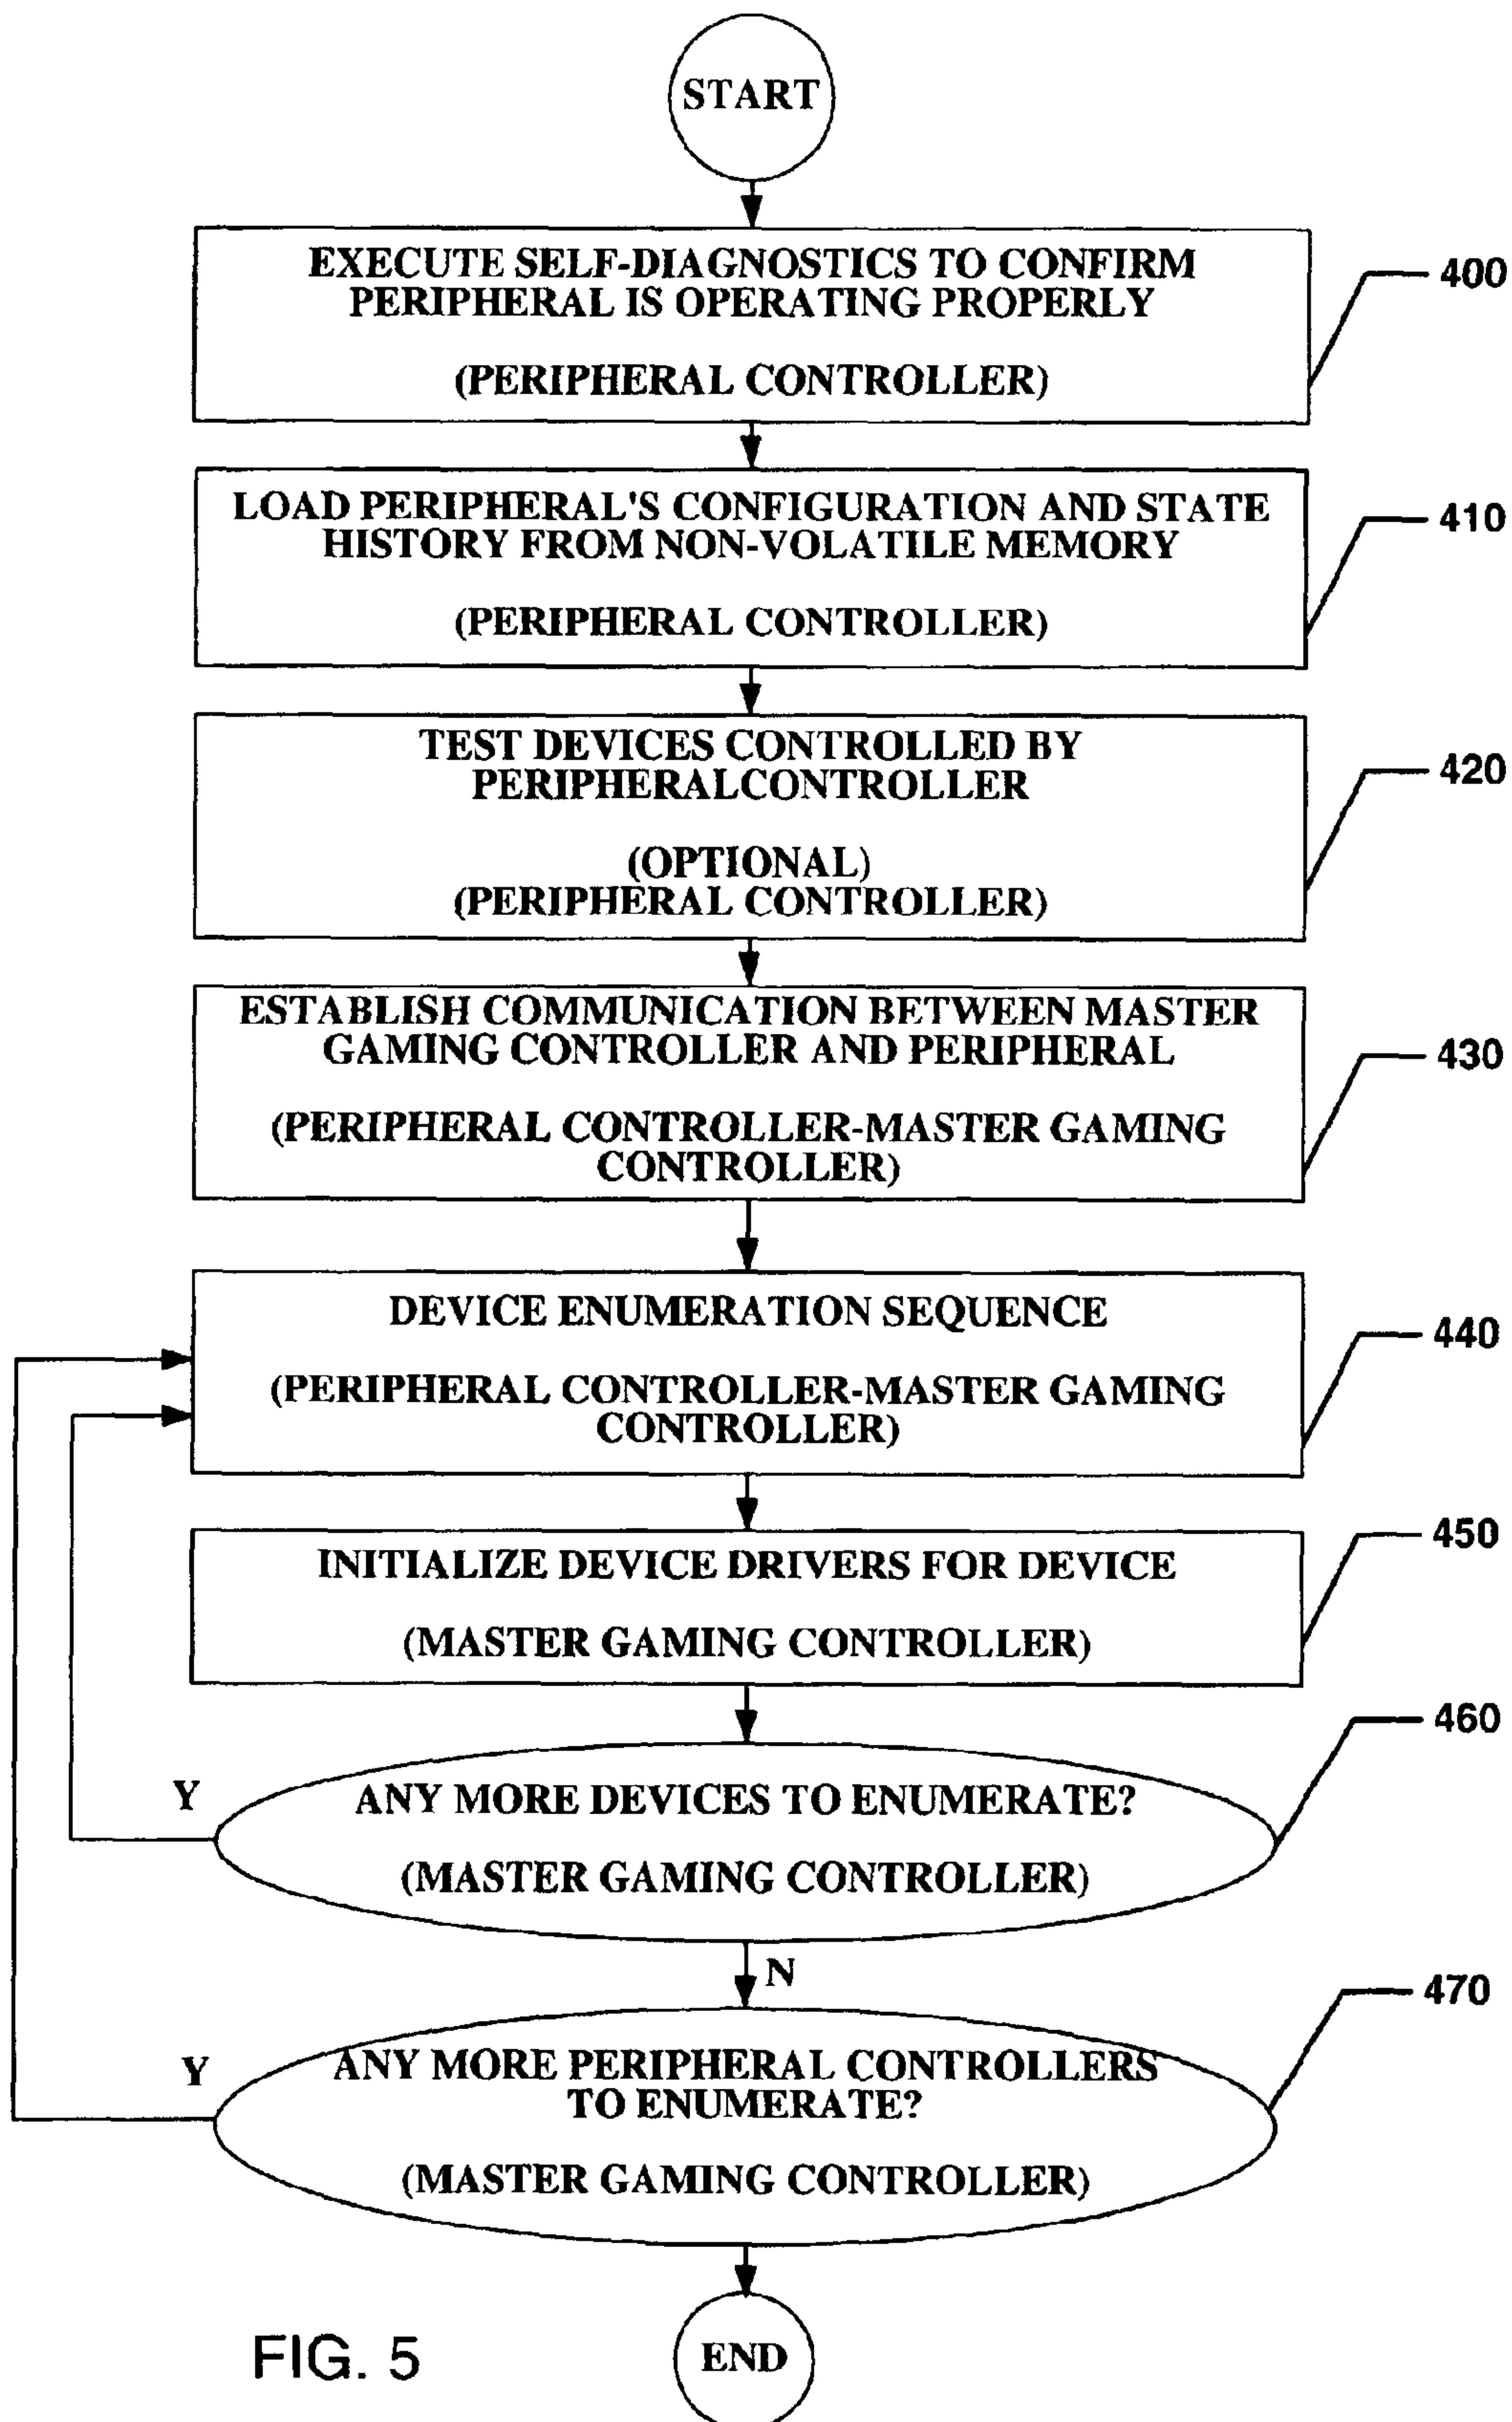 START
EXECUTE SELF-DIAGNOSTICS TO CONFIRM
PERIPHERAL IS OPERATING PROPERLY
(PERIPHERAL CONTROLLER)
400
LOAD PERIPHERAL'S CONFIGURATION AND STATE
HISTORY FROM NON-VOLATILE MEMORY
(PERIPHERAL CONTROLLER)
410
TEST DEVICES CONTROLLED BY
PERIPHERALCONTROLLER
(OPTIONAL)
(PERIPHERAL CONTROLLER)
420
ESTABLISH COMMUNICATION BETWEEN MASTER
GAMING CONTROLLER AND PERIPHERAL
(PERIPHERAL CONTROLLER-MASTER GAMING
CONTROLLER)
430
DEVICE ENUMERATION SEQUENCE
(PERIPHERAL CONTROLLER-MASTER GAMING
CONTROLLER)
440
INITIALIZE DEVICE DRIVERS FOR DEVICE
(MASTER GAMING CONTROLLER)
450
Y
ANY MORE DEVICES TO ENUMERATE?
(MASTER GAMING CONTROLLER)
460
N
Y
ANY MORE PERIPHERAL CONTROLLERS
TO ENUMERATE?
(MASTER GAMING CONTROLLER)
470
END
FIG. 5